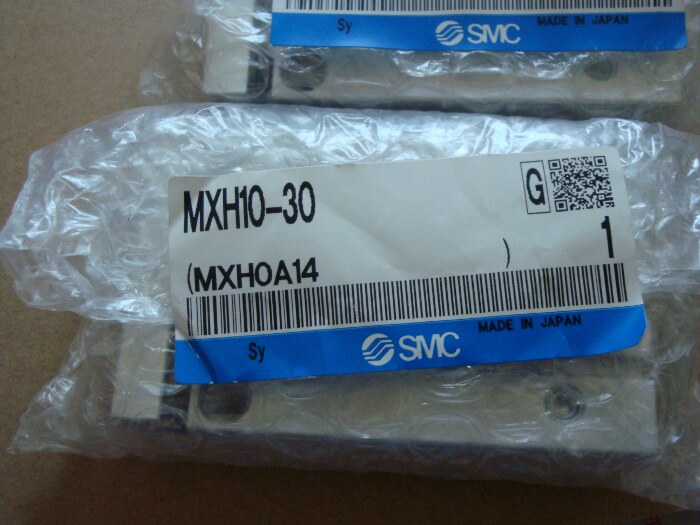 Sy SMC MADE IN JAPAN
MXH10-30 G
1
(MXH0A14 )
Sy SMC MADE IN JAPAN